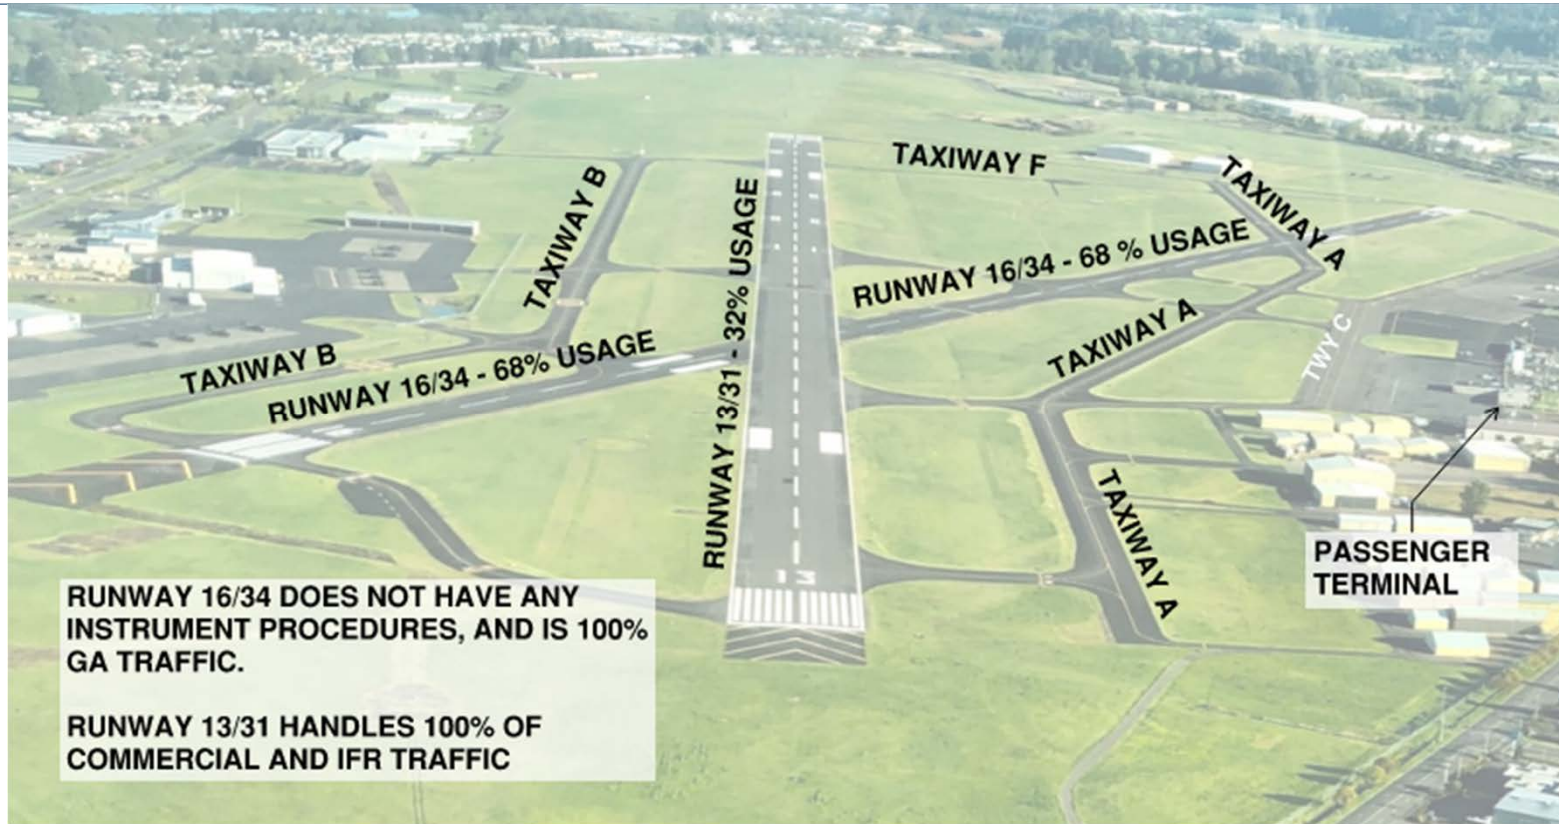 TAXIWAY F
TAXIWAY A
TAXIWAY B
RUNWAY 13/31 - 32% USAGE
RUNWAY 16/34 - 68 % USAGE
TAXIWAY A
TWY C
TAXIWAY B
RUNWAY 16/34 - 68% USAGE
TAXIWAY A
PASSENGER
TERMINAL
13
RUNWAY 16/34 DOES NOT HAVE ANY
INSTRUMENT PROCEDURES, AND IS 100%
GA TRAFFIC.
RUNWAY 13/31 HANDLES 100% OF
COMMERCIAL AND IFR TRAFFIC